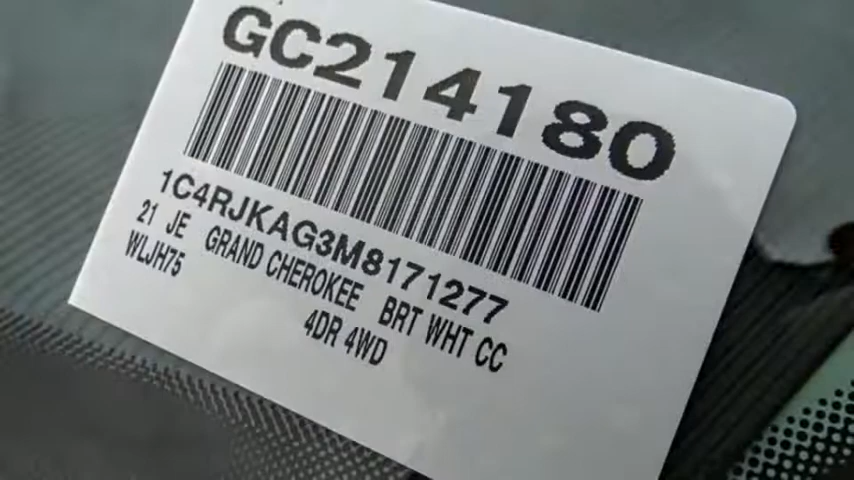 GC214180
1C4RJKAG3M8171277
21 JE GRAND CHEROKEE BRT WHT CC
WLJH75 4DR 4WD